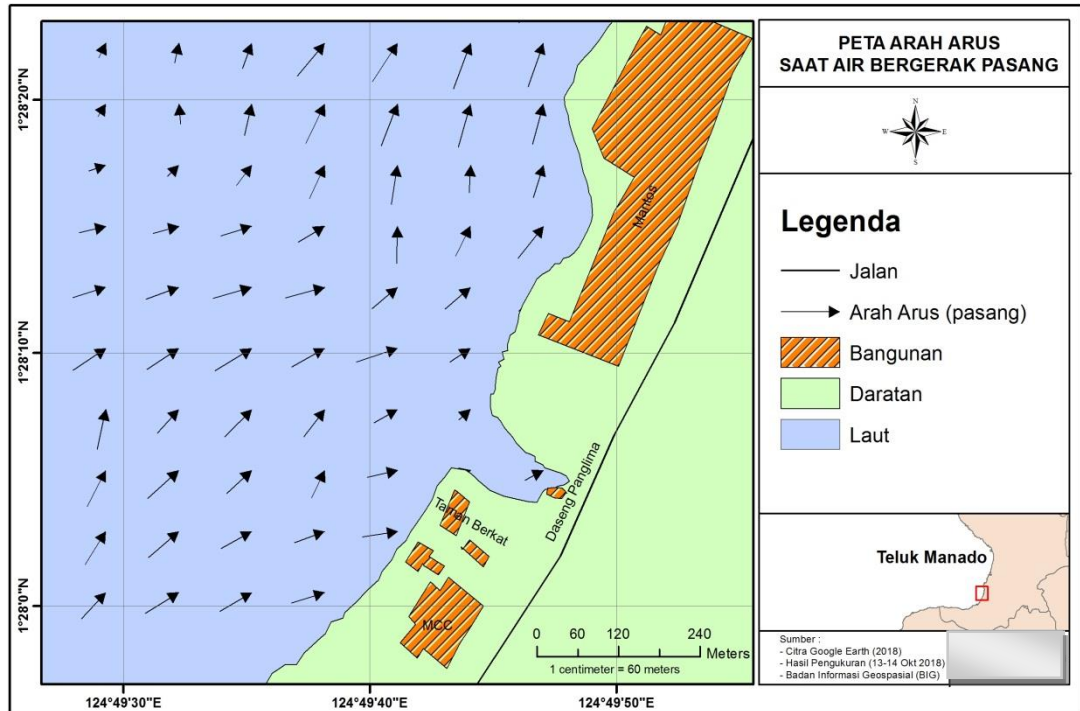 PETA ARAH ARUS
SAAT AIR BERGERAK PASANG
N
W E
S
Legenda
Jalan
Arah Arus (pasang)
Bangunan
Daratan
Laut
Teluk Manado
Sumber :
- Citra Google Earth (2018)
- Hasil Pengukuran (13-14 Okt 2018)
- Badan Informasi Geospasial (BIG)
1°28'20"N
1°28'10"N
1°28'0"N
124°49'30"E
124°49'40"E
124°49'50"E
Mantos
Daseng Panglima
Taman Berkat
MCC
0 60 120 240
Meters
1 centimeter = 60 meters